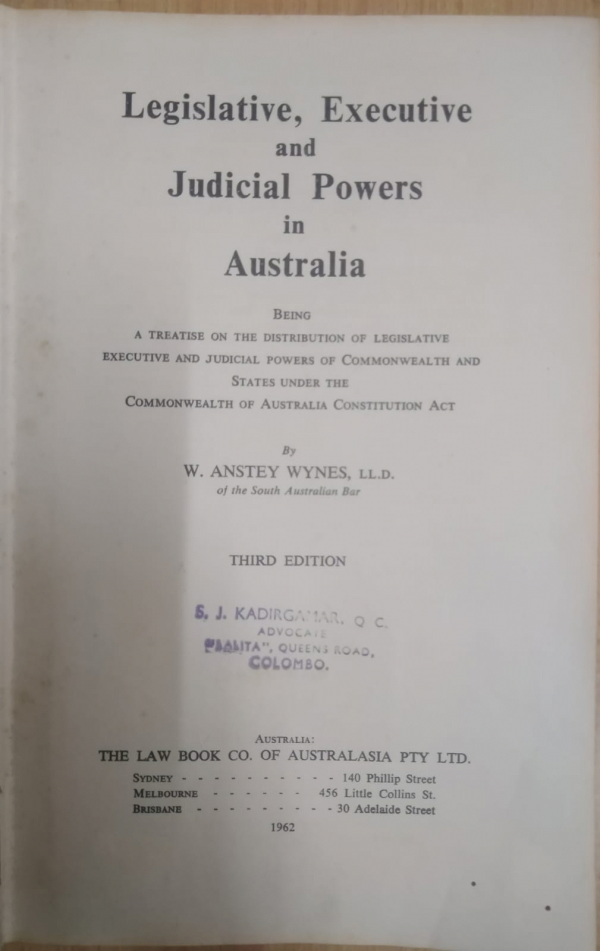 Legislative, Executive
and
Judicial Powers
in
Australia
BEING
A TREATISE ON THE DISTRIBUTION OF LEGISLATIVE
EXECUTIVE AND JUDICIAL POWERS OF COMMONWEALTH AND
STATES UNDER THE
COMMONWEALTH OF AUSTRALIA CONSTITUTION ACT
By
W. ANSTEY WYNES, LL.D.
of the South Australian Bar
THIRD EDITION
S. J. KADIRGAMAR, Q C.
ADVOCATE
QUEENS ROAD,
COLOMBO.
AUSTRALIA:
THE LAW BOOK CO. OF AUSTRALASIA PTY LTD.
SYDNEY - - - - - - - - - - 140 Phillip Street
MELBOURNE - - - - - - 456 Little Collins St.
BRISBANE - - - - - - - - - 30 Adelaide Street
1962